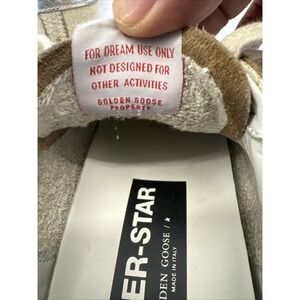 FOR DREAM USE ONLY
NOT DESIGNED FOR
OTHER ACTIVITIES
GOLDEN GOOSE
PROPERTY
ER-STAR
DEN GOOSE / ★
MADE IN ITALY